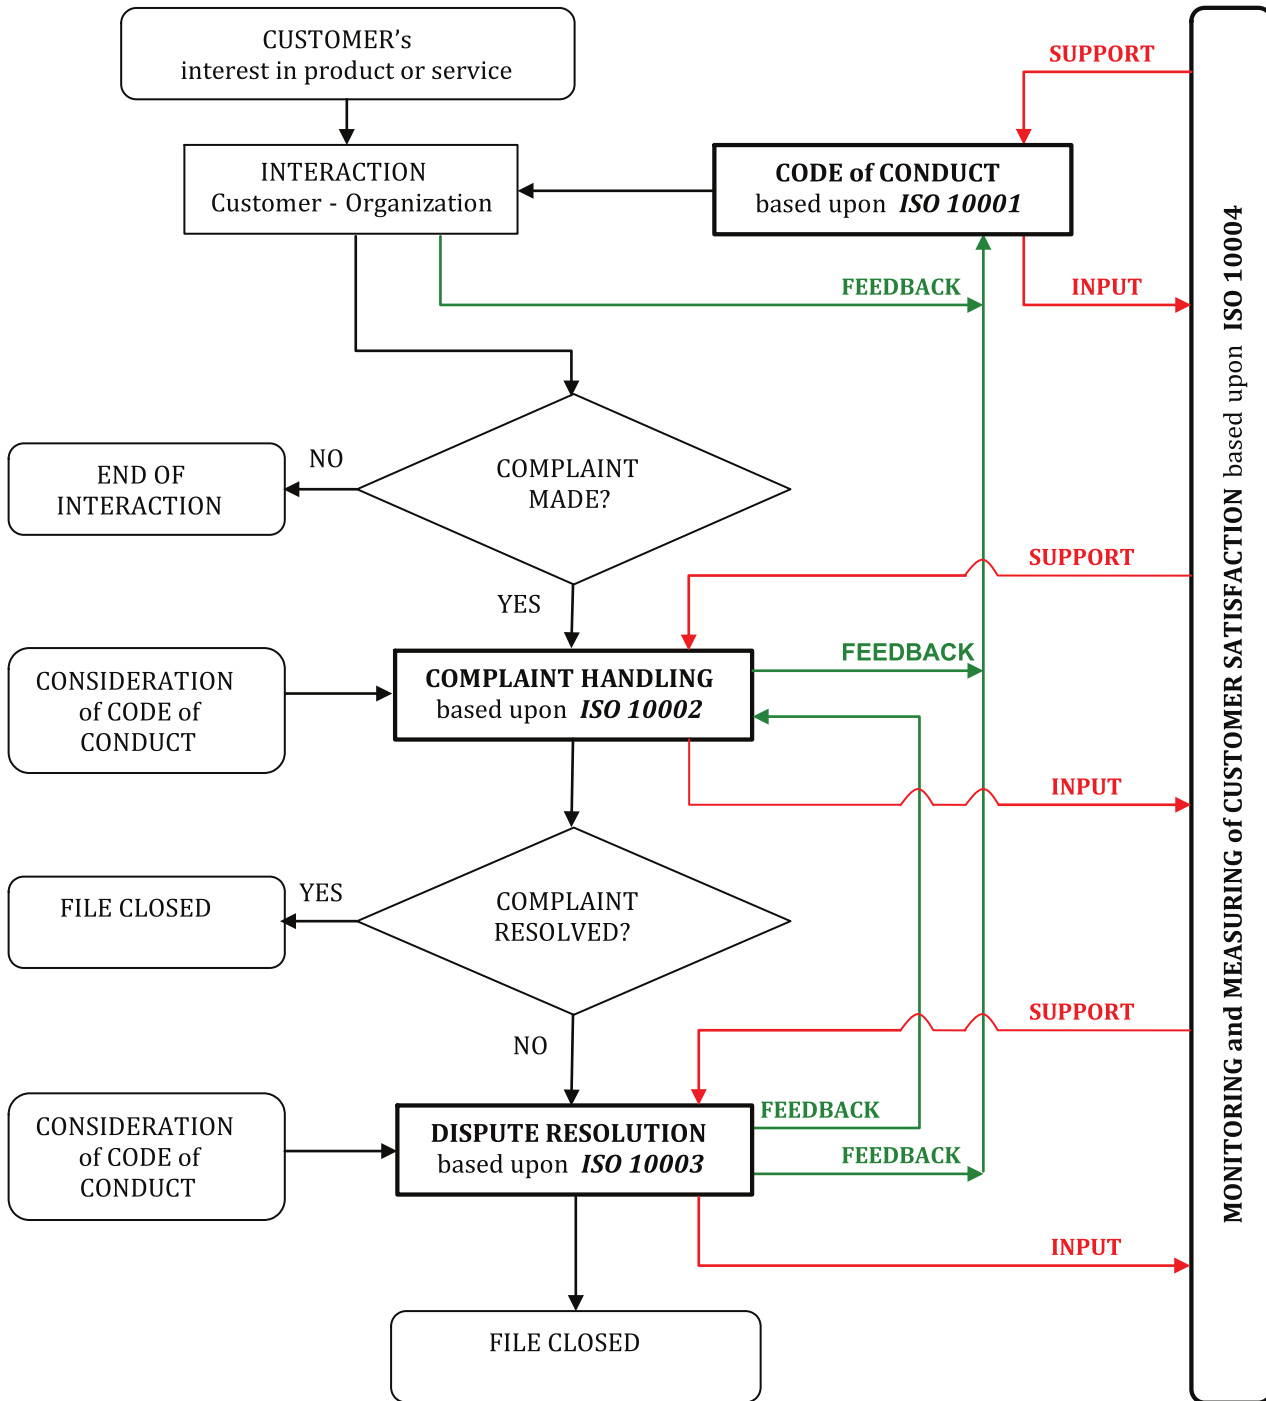 CUSTOMER's
interest in product or service
SUPPORT
INTERACTION
Customer - Organization
CODE of CONDUCT
based upon ISO 10001
FEEDBACK
INPUT
COMPLAINT
MADE?
NO
END OF
INTERACTION
SUPPORT
YES
CONSIDERATION
of CODE of
CONDUCT
COMPLAINT HANDLING
based upon ISO 10002
FEEDBACK
INPUT
COMPLAINT
RESOLVED?
YES
FILE CLOSED
SUPPORT
NO
CONSIDERATION
of CODE of
CONDUCT
DISPUTE RESOLUTION
based upon ISO 10003
FEEDBACK
FEEDBACK
INPUT
FILE CLOSED
MONITORING and MEASURING of CUSTOMER SATISFACTION based upon ISO 10004